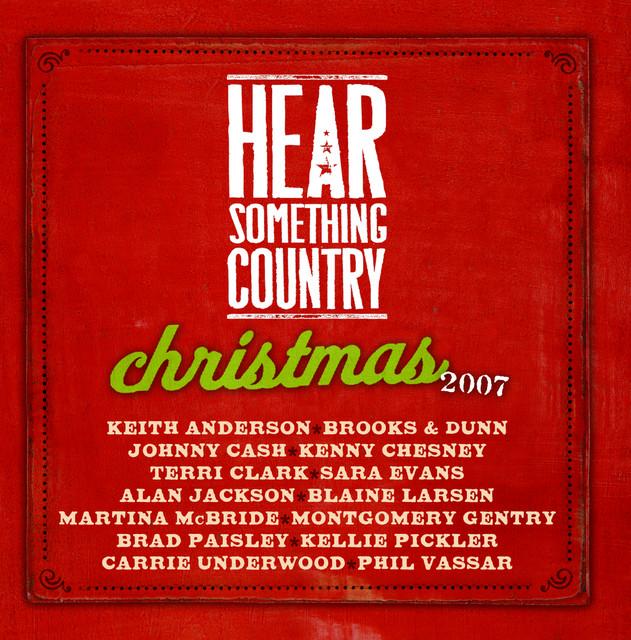 HEAR
SOMETHING
COUNTRY
christmas 2007
KEITH ANDERSON*BROOKS & DUNN
JOHNNY CASH*KENNY CHESNEY
TERRI CLARK*SARA EVANS
ALAN JACKSON*BLAINE LARSEN
MARTINA McBRIDE*MONTGOMERY GENTRY
BRAD PAISLEY*KELLIE PICKLER
CARRIE UNDERWOOD*PHIL VASSAR